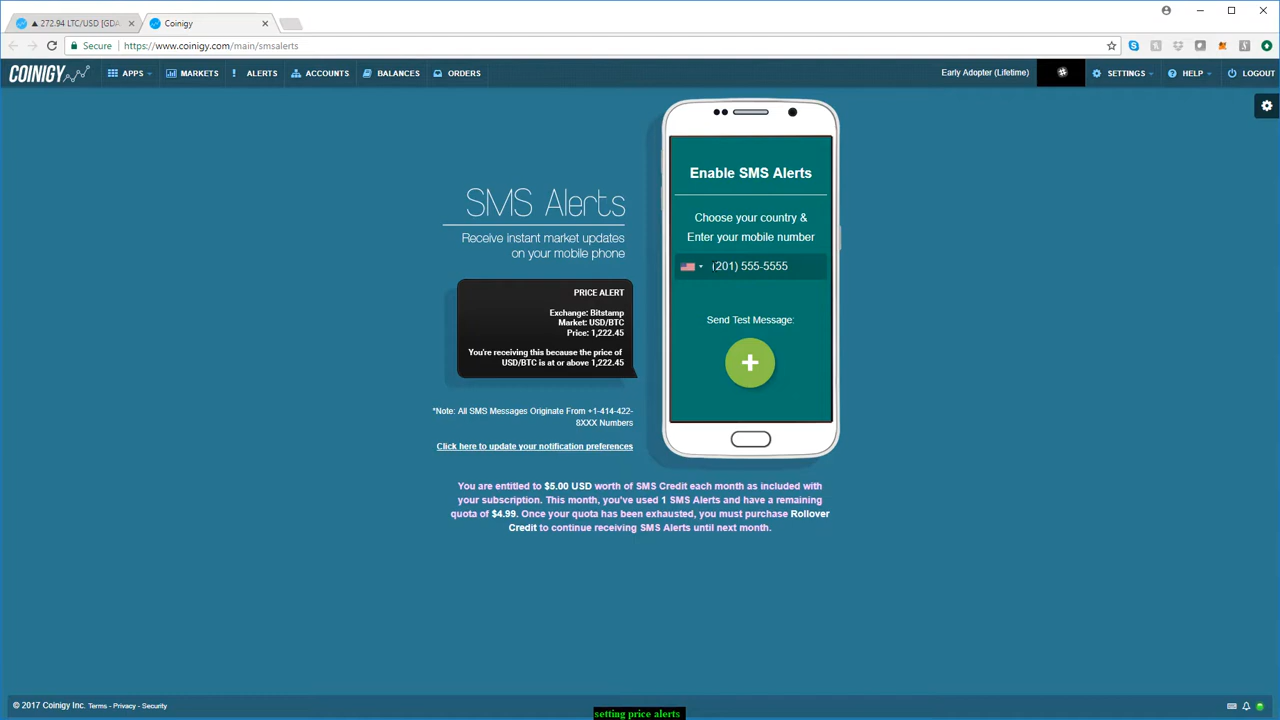 ▲ 272.94 LTC/USD [GDA
Coinigy
Secure
https://www.coinigy.com/main/smsalerts
COINIGY
APPS
MARKETS
ALERTS
ACCOUNTS
BALANCES
ORDERS
Early Adopter (Lifetime)
SETTINGS
HELP
LOGOUT
SMS Alerts
Receive instant market updates
on your mobile phone
PRICE ALERT
Exchange: Bitstamp
Market: USD/BTC
Price: 1,222.45
You're receiving this because the price of
USD/BTC is at or above 1,222.45
*Note: All SMS Messages Originate From +1-414-422-
8XXX Numbers
Click here to update your notification preferences
Enable SMS Alerts
Choose your country &
Enter your mobile number
(201) 555-5555
Send Test Message:
You are entitled to $5.00 USD worth of SMS Credit each month as included with
your subscription. This month, you've used 1 SMS Alerts and have a remaining
quota of $4.99. Once your quota has been exhausted, you must purchase Rollover
Credit to continue receiving SMS Alerts until next month.
© 2017 Coinigy Inc. Terms - Privacy - Security
setting price alerts